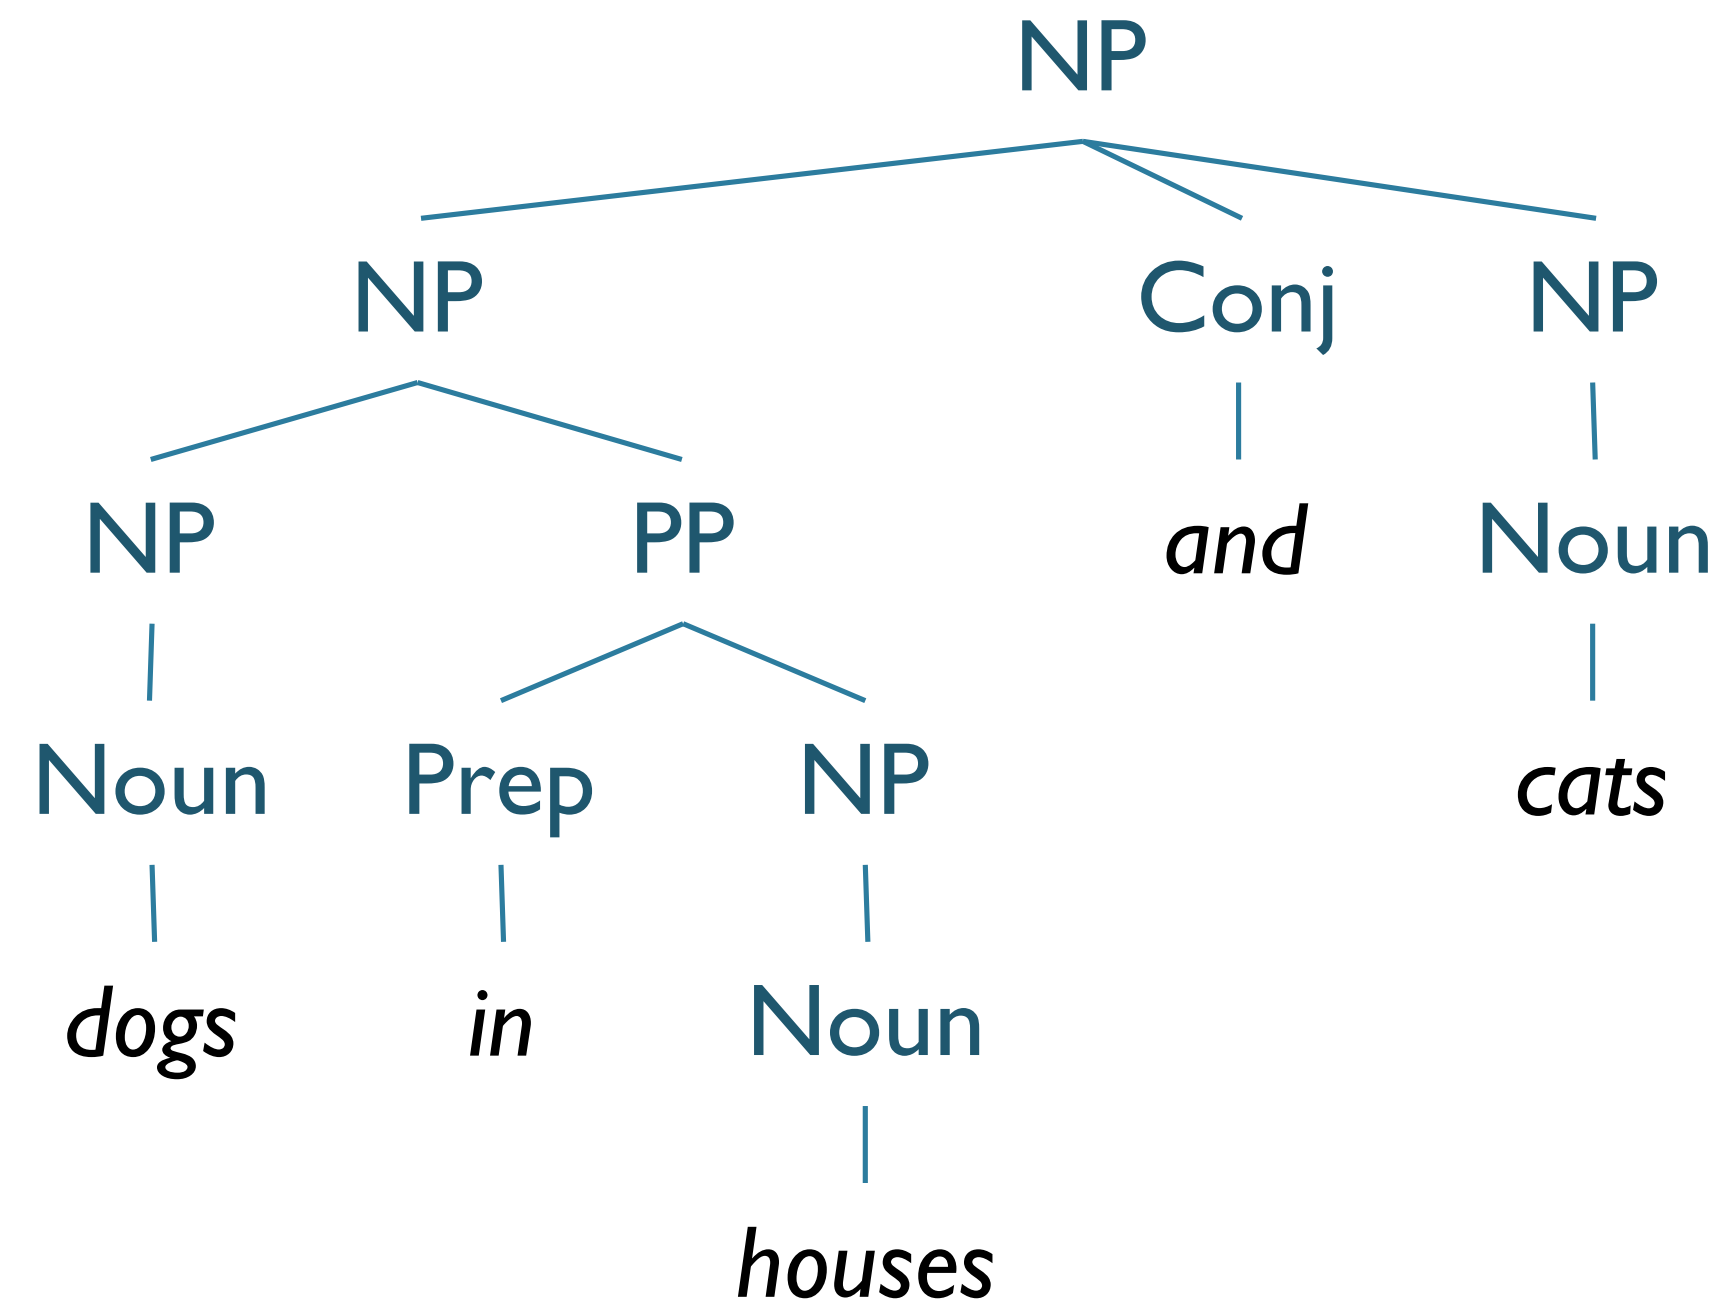 NP
NP Conj NP
NP PP and Noun
Noun Prep NP cats
dogs in Noun
houses